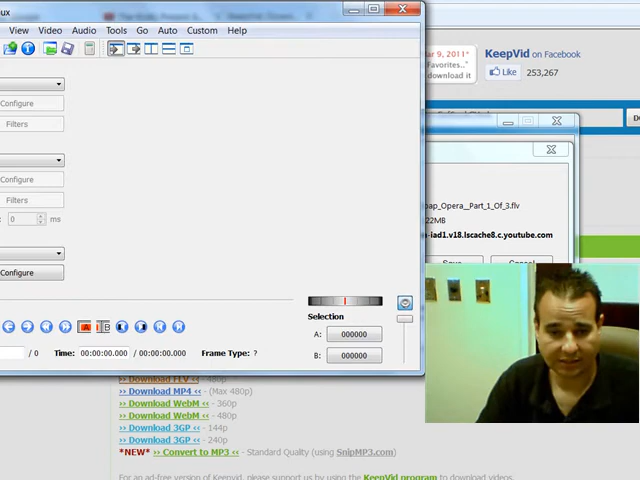 ux
View Video Audio Tools Go Auto Custom Help
Configure
Filters
Configure
Filters
0 ms
Configure
Selection
A: 000000
B: 000000
A B
/ 0 Time: 00:00:00.000 / 00:00:00.000 Frame Type: ?
Mar 9, 2011*
Favorites.."
download it
KeepVid on Facebook
Like 253,267
pap_Opera__Part_1_Of_3.flv
22MB
-iad1.v18.lscache8.c.youtube.com
>> Download FLV << - 480p
>> Download MP4 << - (Max 480p)
>> Download WebM << - 360p
>> Download WebM << - 480p
>> Download 3GP << - 144p
>> Download 3GP << - 240p
*NEW* >> Convert to MP3 << - Standard Quality (using SnipMP3.com)
For an ad-free version of Keepvid, please support us by using the KeepVid program to download videos.